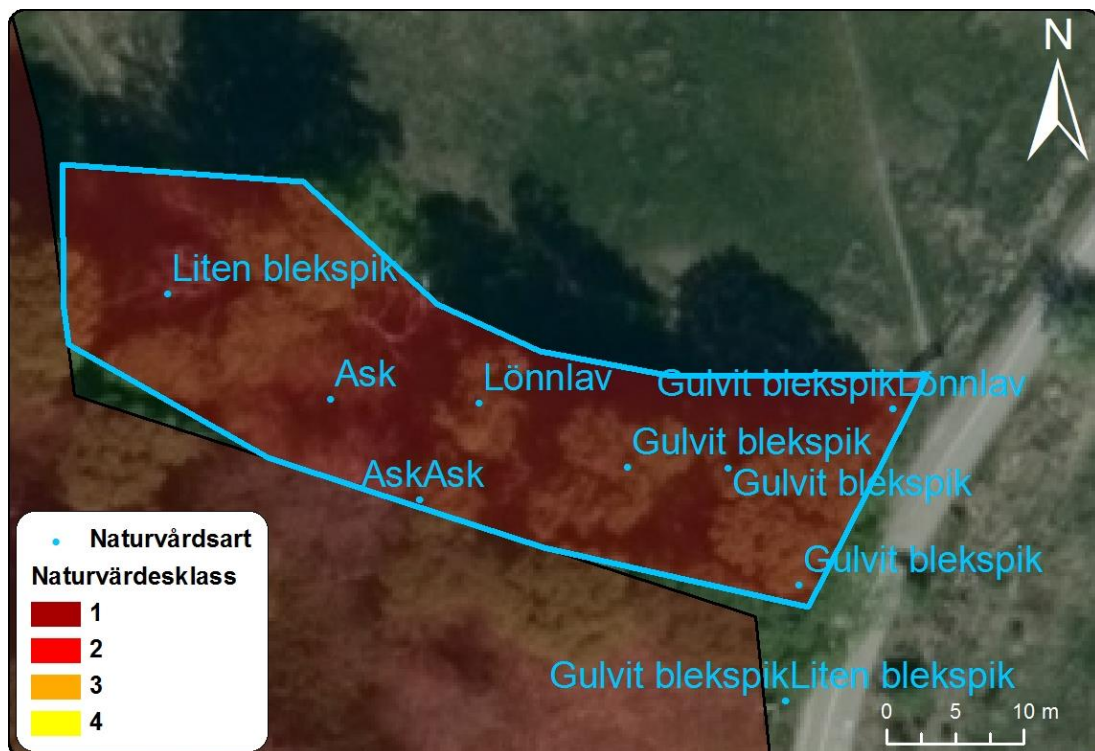 N
Liten blekspik
Ask
Lönnlav
Gulvit blekspikLönnlav
Gulvit blekspik
Gulvit blekspik
AskAsk
Gulvit blekspik
Gulvit blekspikLiten blekspik
Naturvårdsart
Naturvärdesklass
1
2
3
4
0 5 10 m